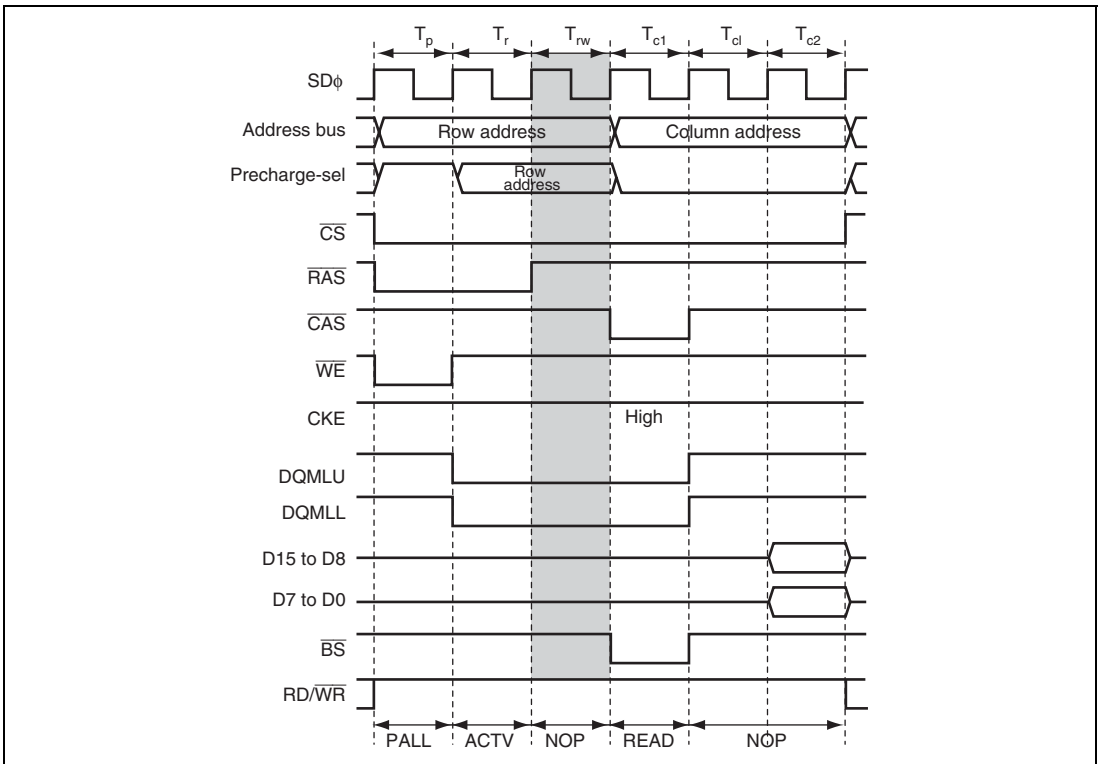 Tp Tr Trw Tc1 Tcl Tc2
SDϕ
Address bus Row address Column address
Precharge-sel Row address
CS
RAS
CAS
WE
CKE High
DQMLU
DQMLL
D15 to D8
D7 to D0
BS
RD/WR
PALL ACTV NOP READ NOP